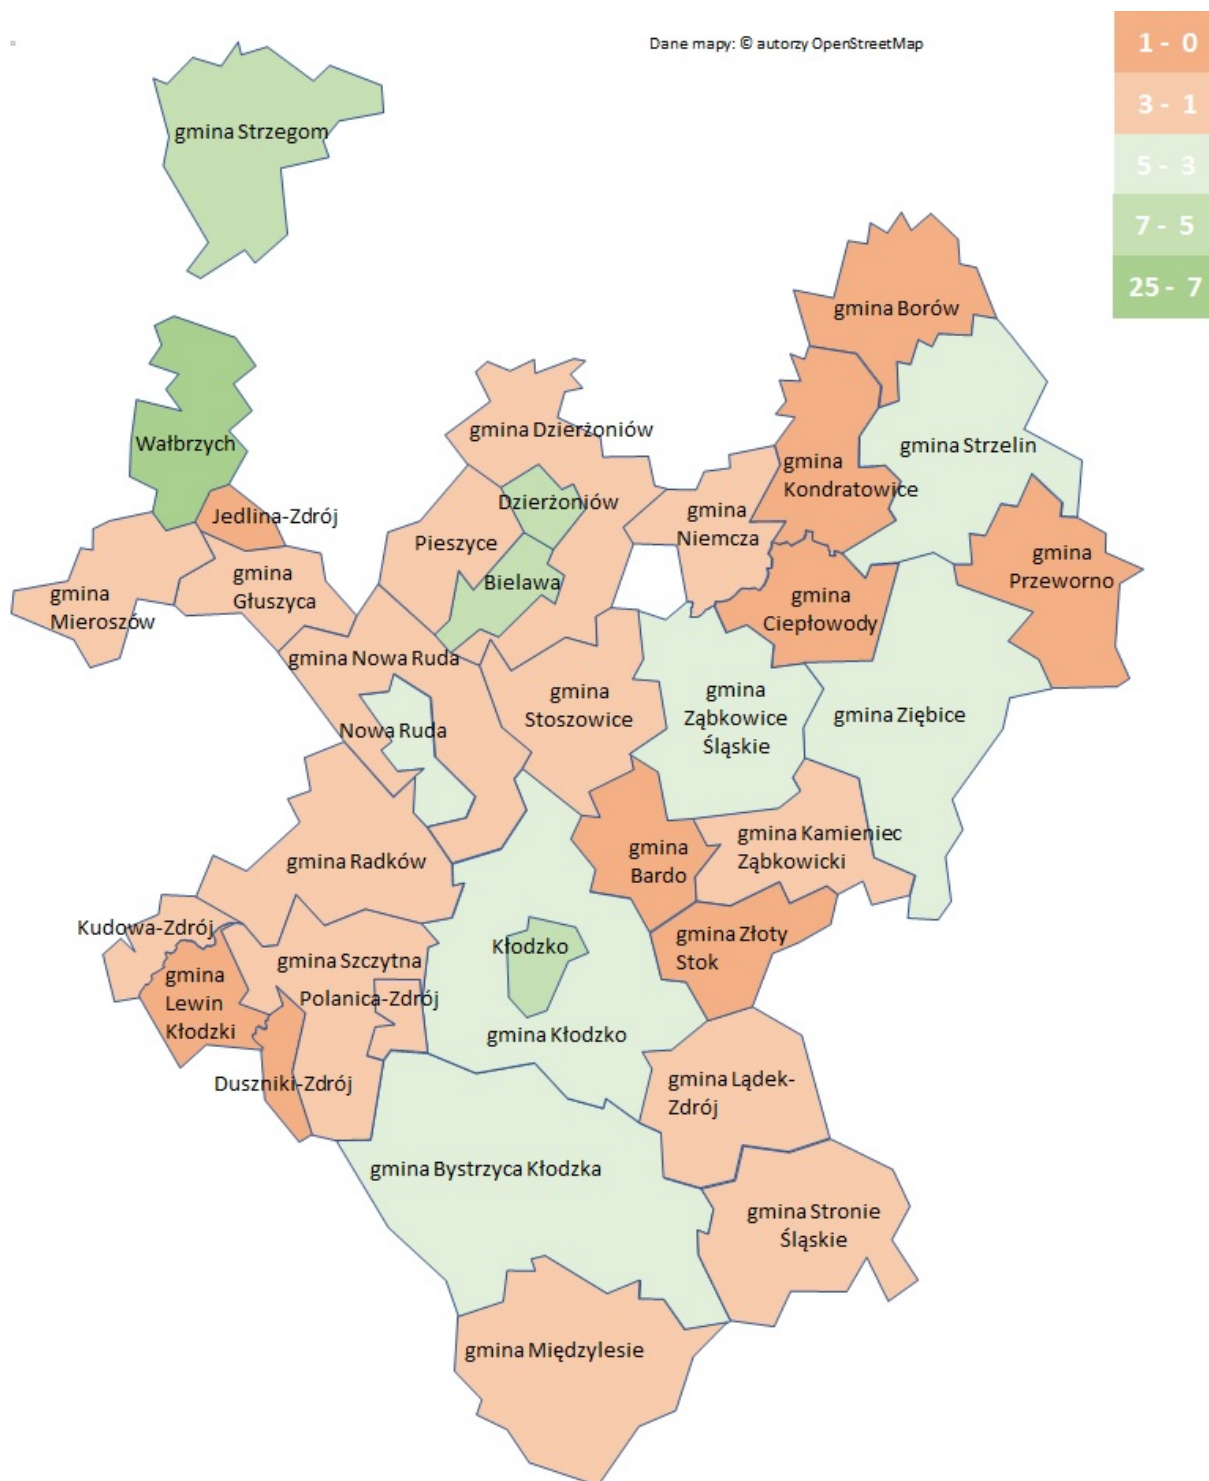 Dane mapy: © autorzy OpenStreetMap
1 - 0
3 - 1
5 - 3
7 - 5
25 - 7
gmina Strzegom
gmina Borów
Wałbrzych
gmina Dzierżoniów
gmina Strzelin
gmina
Kondratowice
Dzierżoniów
Jedlina-Zdrój
gmina
Niemcza
Pieszyce
gmina
Przeworno
Bielawa
gmina
Głuszyca
gmina
Mieroszów
gmina
Ciepłowody
gmina Nowa Ruda
gmina
Stoszowice
gmina
Ząbkowice
Śląskie
gmina Ziębice
Nowa Ruda
gmina Kamieniec
Ząbkowicki
gmina
Bardo
gmina Radków
Kudowa-Zdrój
gmina Złoty
Stok
Kłodzko
gmina Szczytna
gmina
Lewin
Kłodzki
Polanica-Zdrój
gmina Kłodzko
Duszniki-Zdrój
gmina Lądek-
Zdrój
gmina Bystrzyca Kłodzka
gmina Stronie
Śląskie
gmina Międzylesie